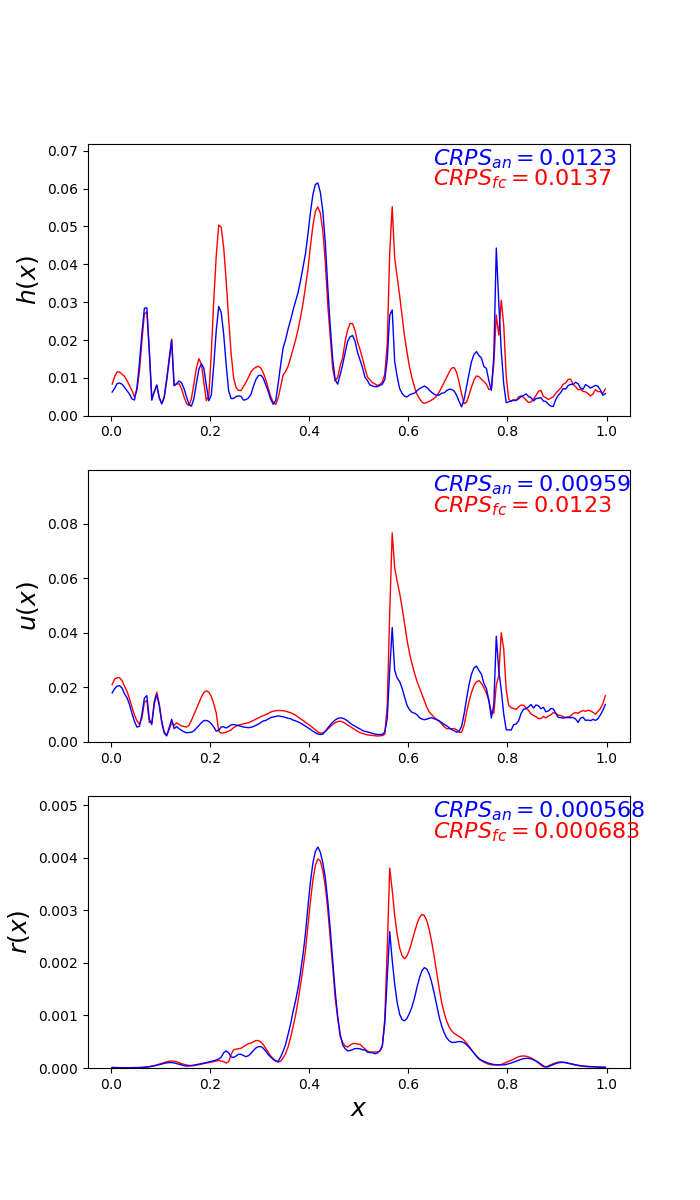 0.07
CRPS_an = 0.0123
CRPS_fc = 0.0137
0.06
0.05
0.04
h(x)
0.03
0.02
0.01
0.00
0.0 0.2 0.4 0.6 0.8 1.0
CRPS_an = 0.00959
CRPS_fc = 0.0123
0.08
0.06
u(x)
0.04
0.02
0.00
0.0 0.2 0.4 0.6 0.8 1.0
0.005
CRPS_an = 0.000568
CRPS_fc = 0.000683
0.004
0.003
r(x)
0.002
0.001
0.000
0.0 0.2 0.4 0.6 0.8 1.0
x